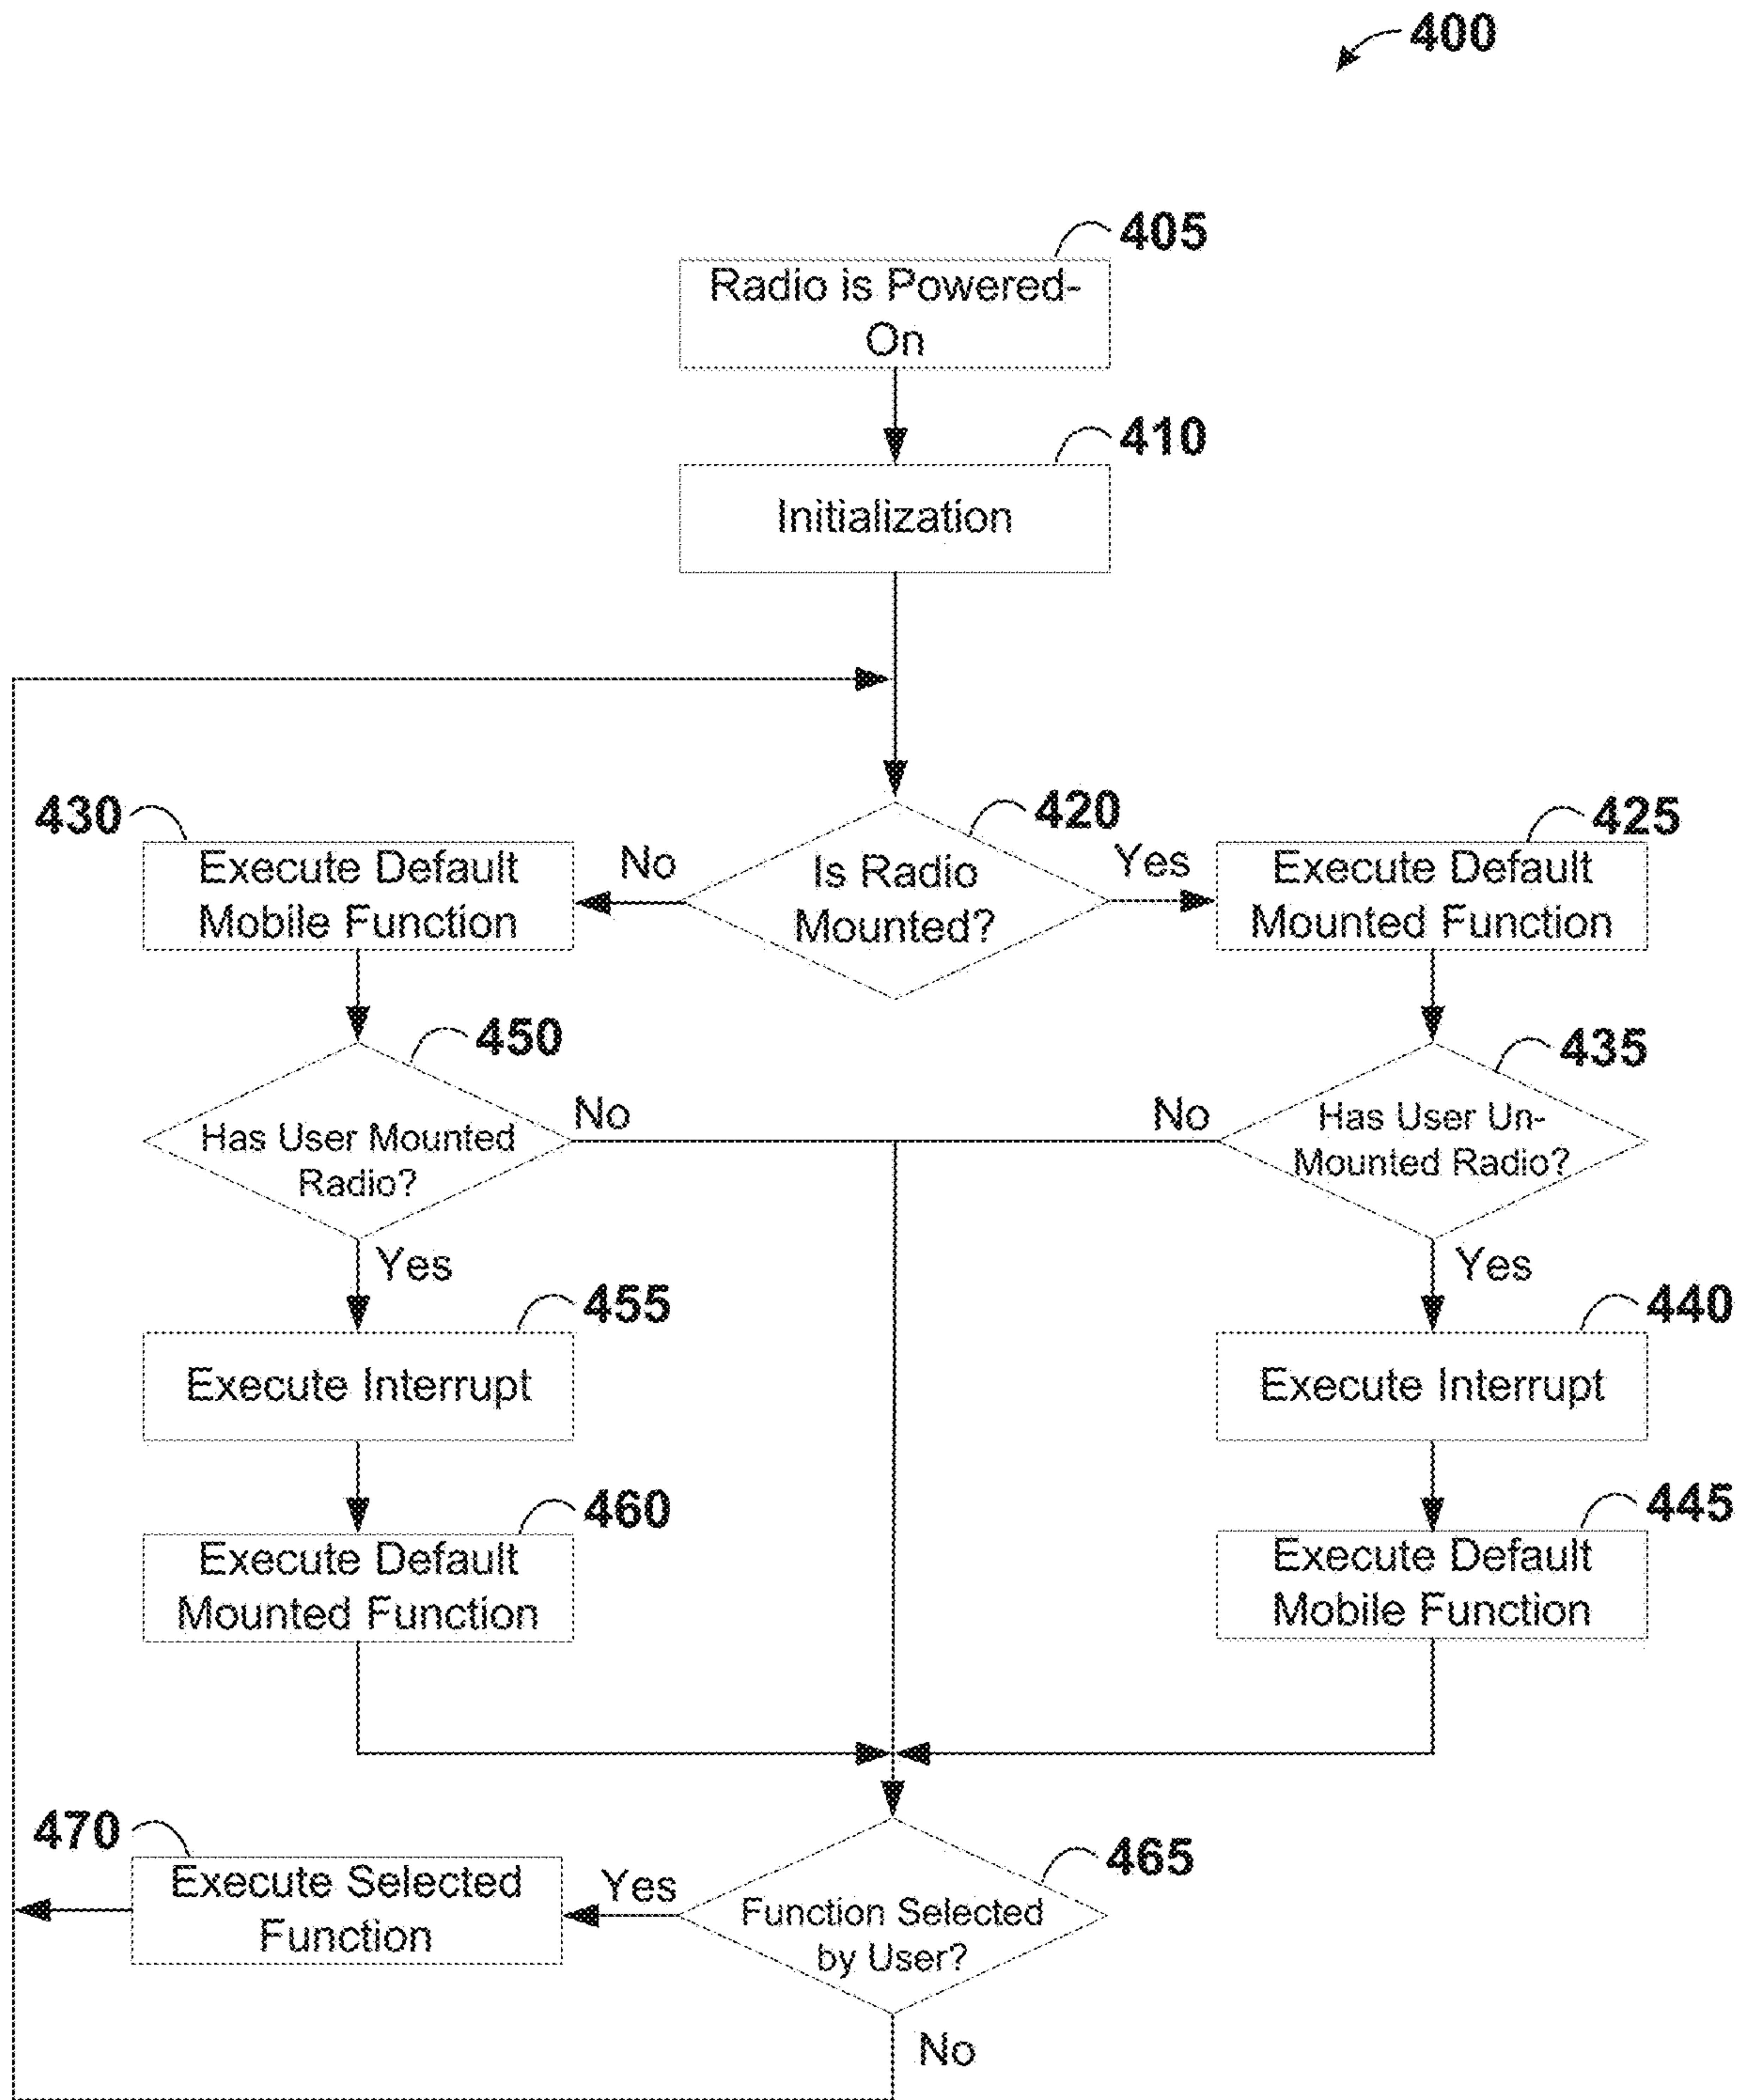 400
405
Radio is Powered-
On
410
Initialization
430
420
425
Execute Default
Mobile Function
No
Is Radio
Mounted?
Yes
Execute Default
Mounted Function
450
435
Has User Mounted
Radio?
No
No
Has User Un-
Mounted Radio?
Yes
Yes
455
440
Execute Interrupt
Execute Interrupt
460
445
Execute Default
Mounted Function
Execute Default
Mobile Function
470
465
Execute Selected
Function
Yes
Function Selected
by User?
No